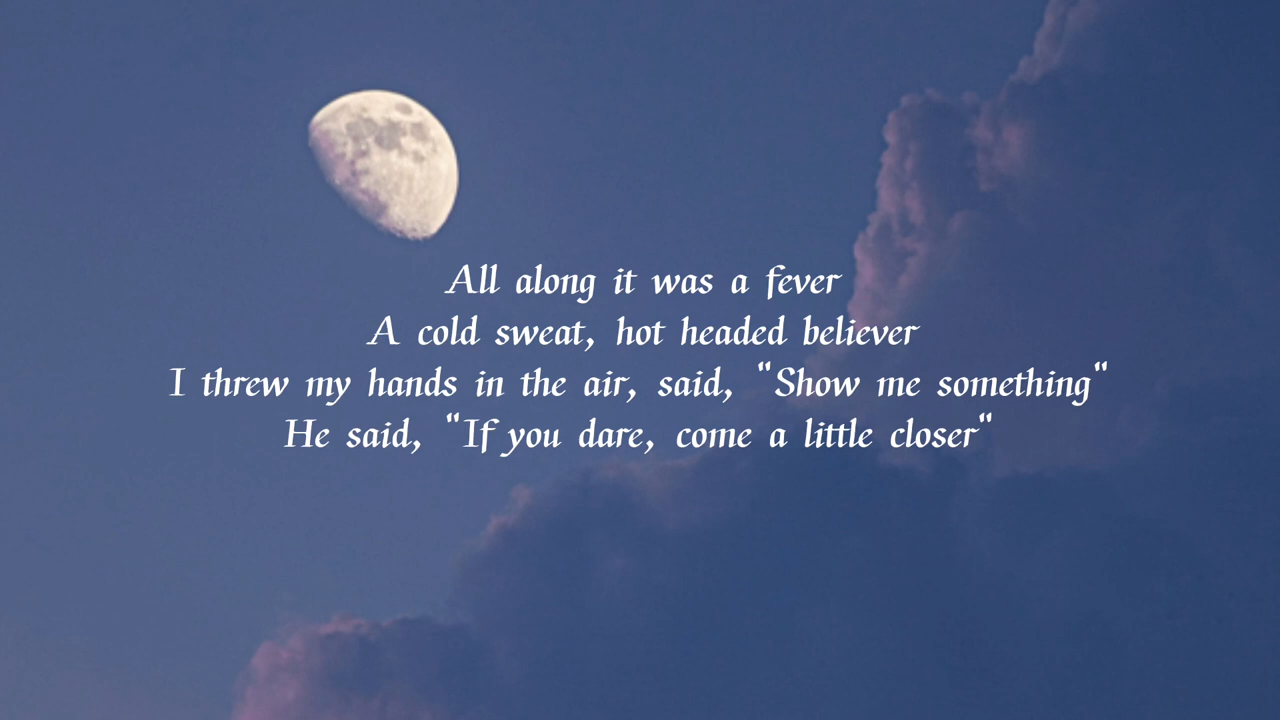 All along it was a fever
A cold sweat, hot headed believer
I threw my hands in the air, said, "Show me something"
He said, "If you dare, come a little closer"